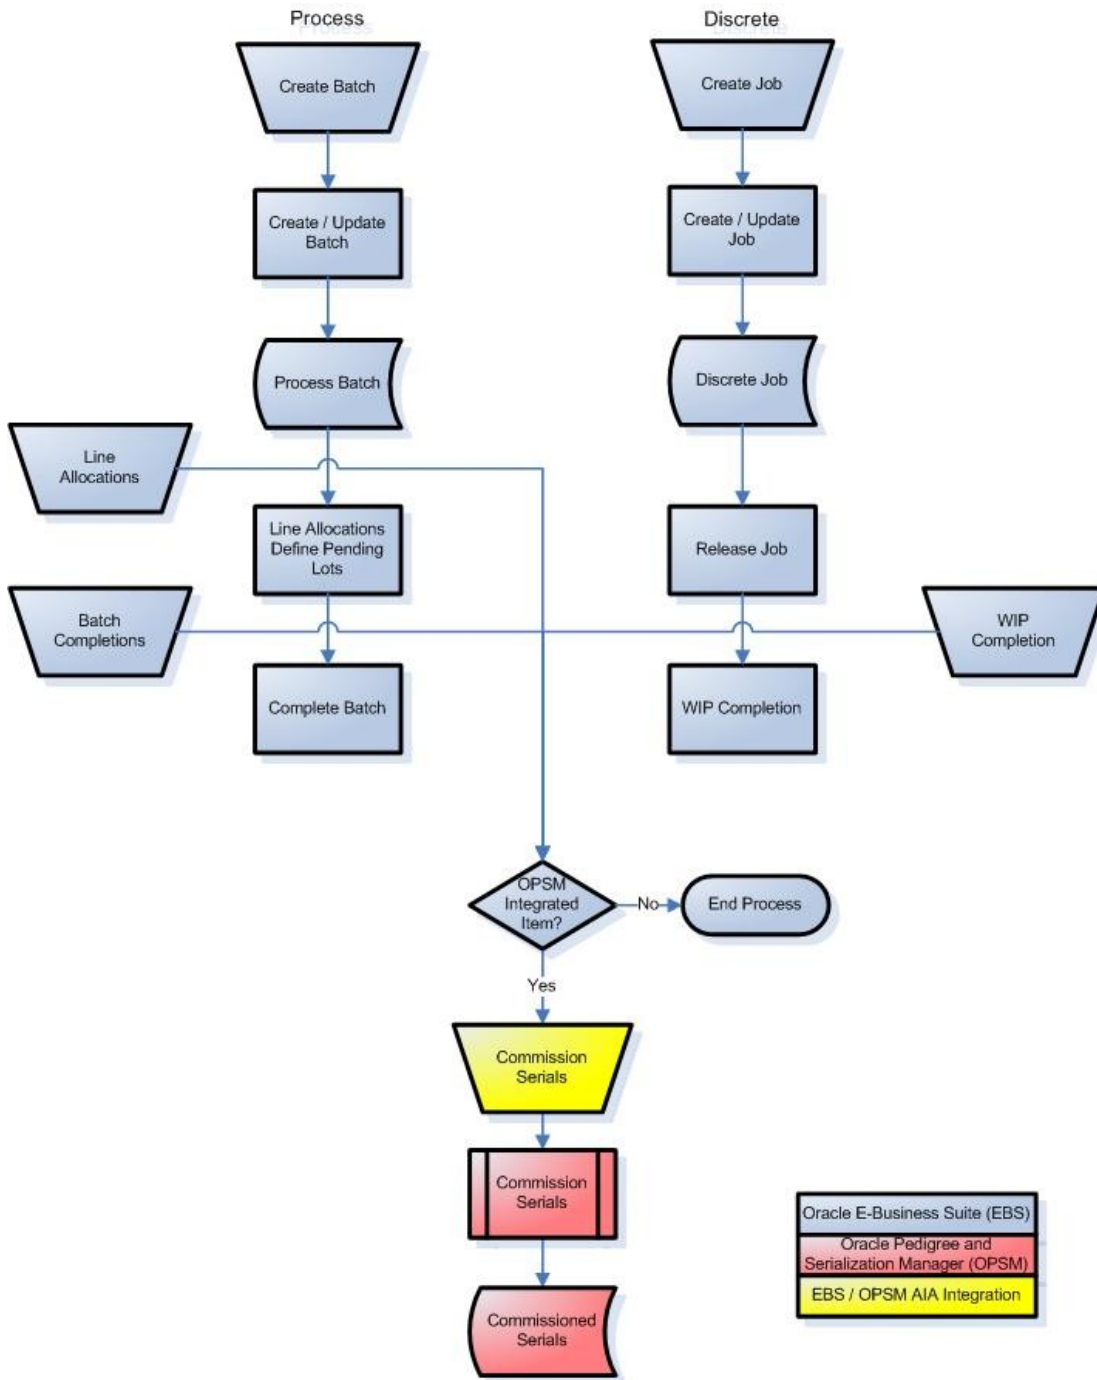 Process
Discrete
Create Batch
Create Job
Create / Update
Batch
Create / Update
Job
Process Batch
Discrete Job
Line
Allocations
Line Allocations
Define Pending
Lots
Release Job
Batch
Completions
WIP
Completion
Complete Batch
WIP Completion
OPSM
Integrated
Item?
No
End Process
Yes
Commission
Serials
Commission
Serials
Commissioned
Serials
Oracle E-Business Suite (EBS)
Oracle Pedigree and
Serialization Manager (OPSM)
EBS / OPSM AIA Integration